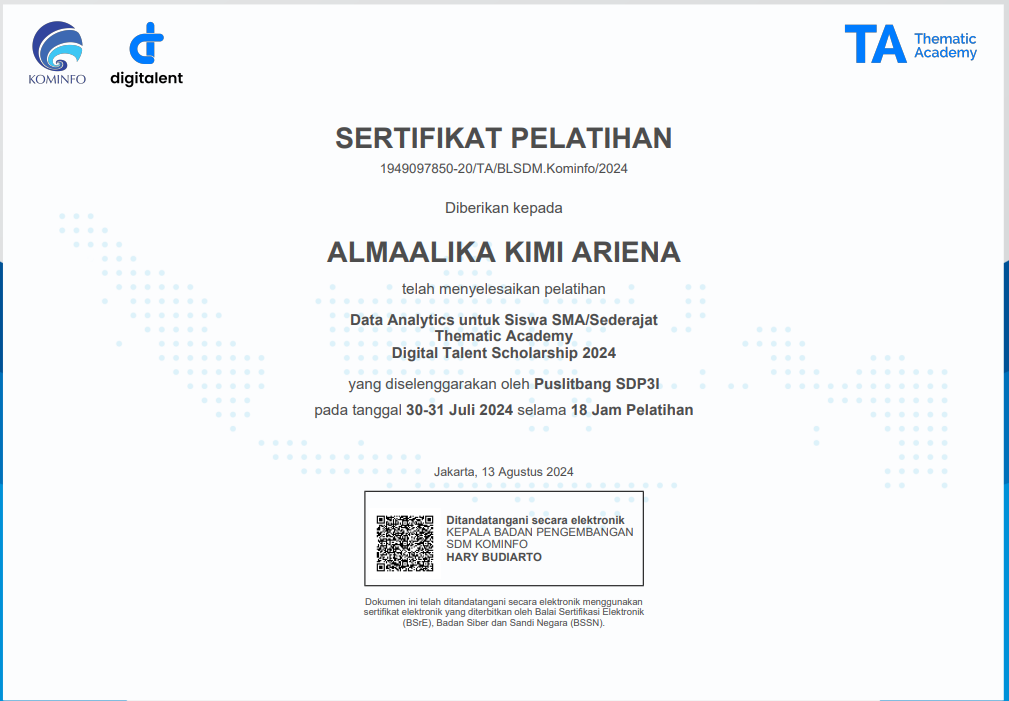 KOMINFO
digitalent
TA Thematic
Academy
SERTIFIKAT PELATIHAN
1949097850-20/TA/BLSDM.Kominfo/2024
Diberikan kepada
ALMAALIKA KIMI ARIENA
telah menyelesaikan pelatihan
Data Analytics untuk Siswa SMA/Sederajat
Thematic Academy
Digital Talent Scholarship 2024
yang diselenggarakan oleh Puslitbang SDP3I
pada tanggal 30-31 Juli 2024 selama 18 Jam Pelatihan
Jakarta, 13 Agustus 2024
Ditandatangani secara elektronik
KEPALA BADAN PENGEMBANGAN
SDM KOMINFO
HARY BUDIARTO
Dokumen ini telah ditandatangani secara elektronik menggunakan
sertifikat elektronik yang diterbitkan oleh Balai Sertifikasi Elektronik
(BSrE), Badan Siber dan Sandi Negara (BSSN).